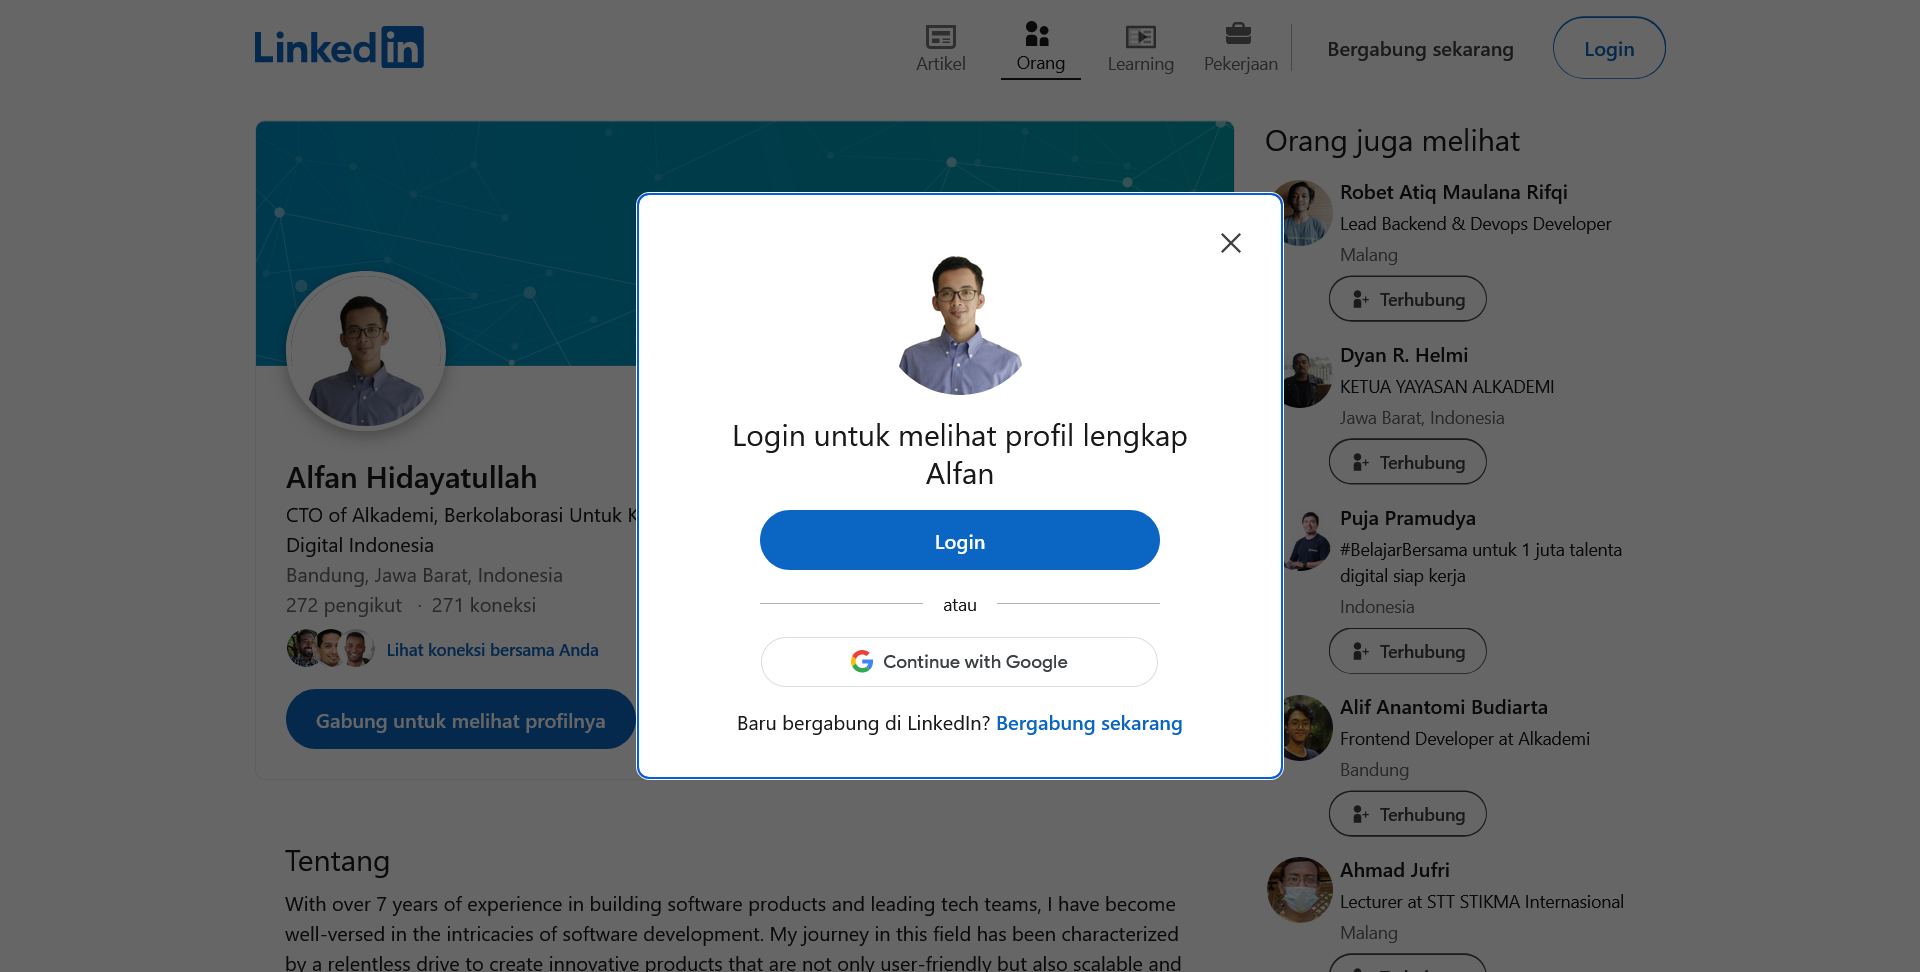 Linkedin
Artikel
Orang
Learning
Pekerjaan
Bergabung sekarang
Login
Alfan Hidayatullah
CTO of Alkademi, Berkolaborasi Untuk
Digital Indonesia
Bandung, Jawa Barat, Indonesia
272 pengikut · 271 koneksi
Lihat koneksi bersama Anda
Gabung untuk melihat profilnya
Tentang
With over 7 years of experience in building software products and leading tech teams, I have become
well-versed in the intricacies of software development. My journey in this field has been characterized
by a relentless drive to create innovative products that are not only user-friendly but also scalable and
Login untuk melihat profil lengkap
Alfan
Login
atau
Continue with Google
Baru bergabung di LinkedIn? Bergabung sekarang
Orang juga melihat
Robet Atiq Maulana Rifqi
Lead Backend & Devops Developer
Malang
Terhubung
Dyan R. Helmi
KETUA YAYASAN ALKADEMI
Jawa Barat, Indonesia
Terhubung
Puja Pramudya
#BelajarBersama untuk 1 juta talenta
digital siap kerja
Indonesia
Terhubung
Alif Anantomi Budiarta
Frontend Developer at Alkademi
Bandung
Terhubung
Ahmad Jufri
Lecturer at STT STIKMA Internasional
Malang